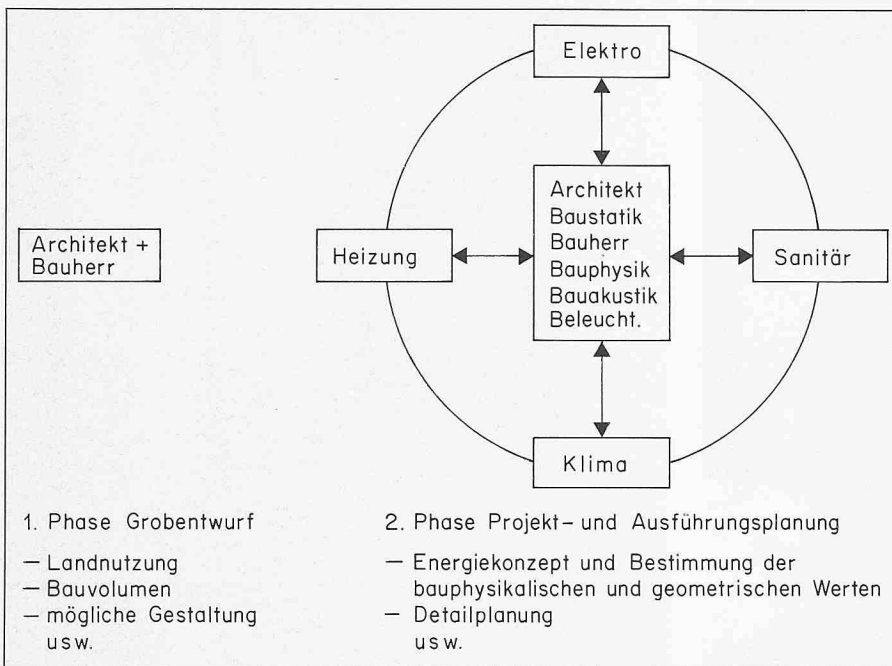 Elektro
Architekt +
Bauherr
Heizung
Architekt
Baustatik
Bauherr
Bauphysik
Bauakustik
Beleucht.
Sanitär
Klima
1. Phase Grobentwurf
— Landnutzung
— Bauvolumen
— mögliche Gestaltung
usw.
2. Phase Projekt- und Ausführungsplanung
— Energiekonzept und Bestimmung der
bauphysikalischen und geometrischen Werten
— Detailplanung
usw.